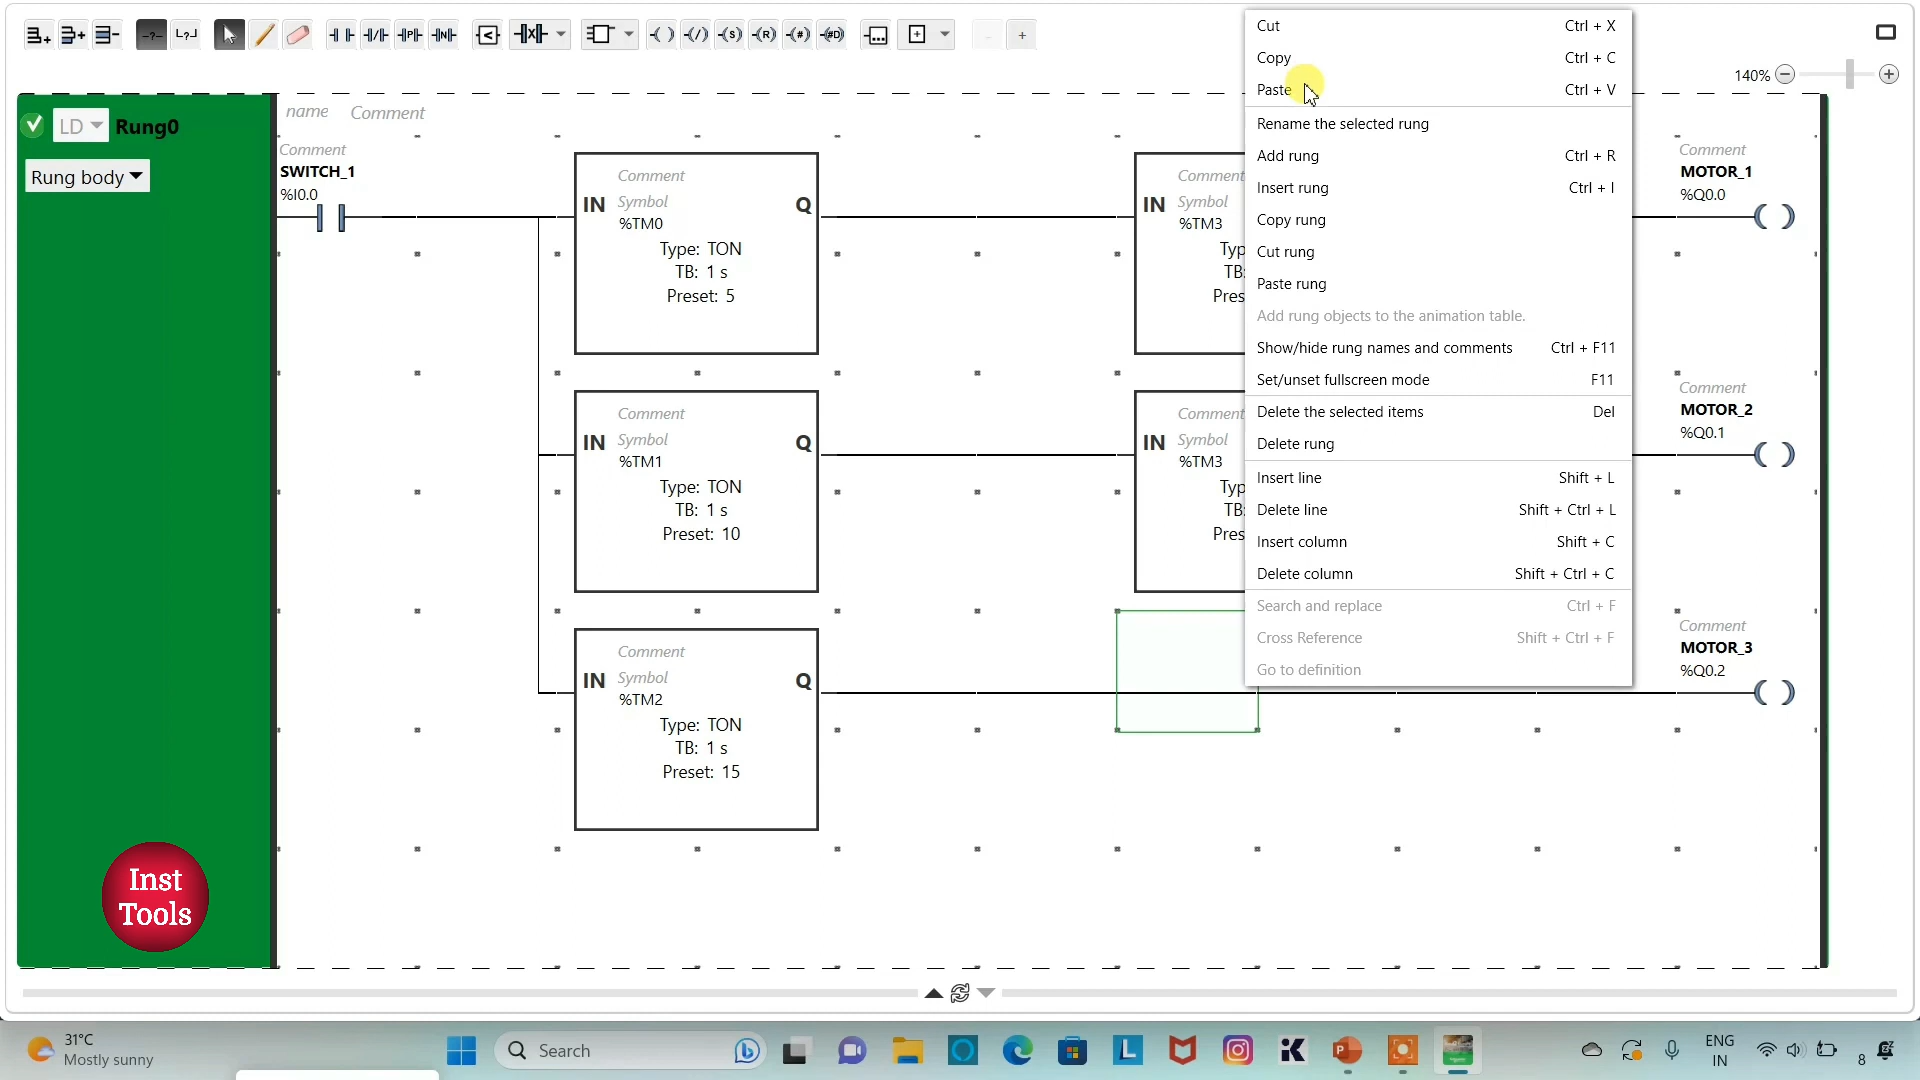 140%
LD Rung0
Rung body
name Comment
Comment
SWITCH_1
%I0.0
Comment
Symbol
IN Q
%TM0
Type: TON
TB: 1 s
Preset: 5
Comment
Symbol
IN Q
%TM1
Type: TON
TB: 1 s
Preset: 10
Comment
Symbol
IN Q
%TM2
Type: TON
TB: 1 s
Preset: 15
Comment
Symbol
IN
%TM3
Typ
TB:
Pres
Comment
Symbol
IN
%TM3
Typ
TB:
Pres
Cut Ctrl + X
Copy Ctrl + C
Paste Ctrl + V
Rename the selected rung
Add rung Ctrl + R
Insert rung Ctrl + I
Copy rung
Cut rung
Paste rung
Add rung objects to the animation table.
Show/hide rung names and comments Ctrl + F11
Set/unset fullscreen mode F11
Delete the selected items Del
Delete rung
Insert line Shift + L
Delete line Shift + Ctrl + L
Insert column Shift + C
Delete column Shift + Ctrl + C
Search and replace Ctrl + F
Cross Reference Shift + Ctrl + F
Go to definition
Comment
MOTOR_1
%Q0.0
Comment
MOTOR_2
%Q0.1
Comment
MOTOR_3
%Q0.2
Inst
Tools
31°C
Mostly sunny
Search
ENG
IN
8